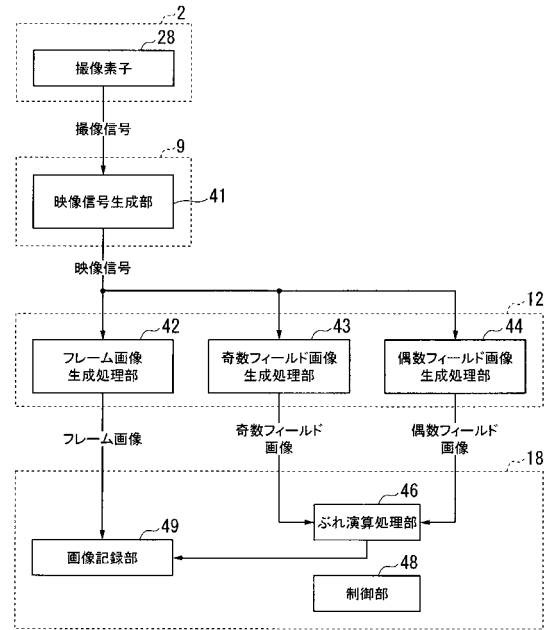 2
28
撮像素子
撮像信号
9
映像信号生成部
41
映像信号
12
42
43
44
フレーム画像
生成処理部
奇数フィールド画像
生成処理部
偶数フィールド画像
生成処理部
フレーム画像
奇数フィールド
画像
偶数フィールド
画像
18
46
ぶれ演算処理部
49
画像記録部
48
制御部